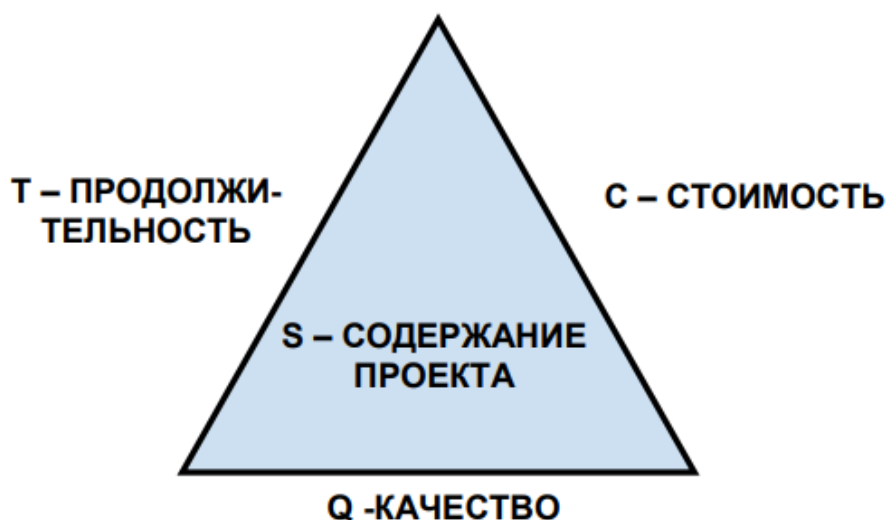 Т – ПРОДОЛЖИ-
ТЕЛЬНОСТЬ
С – СТОИМОСТЬ
S – СОДЕРЖАНИЕ
ПРОЕКТА
Q -КАЧЕСТВО